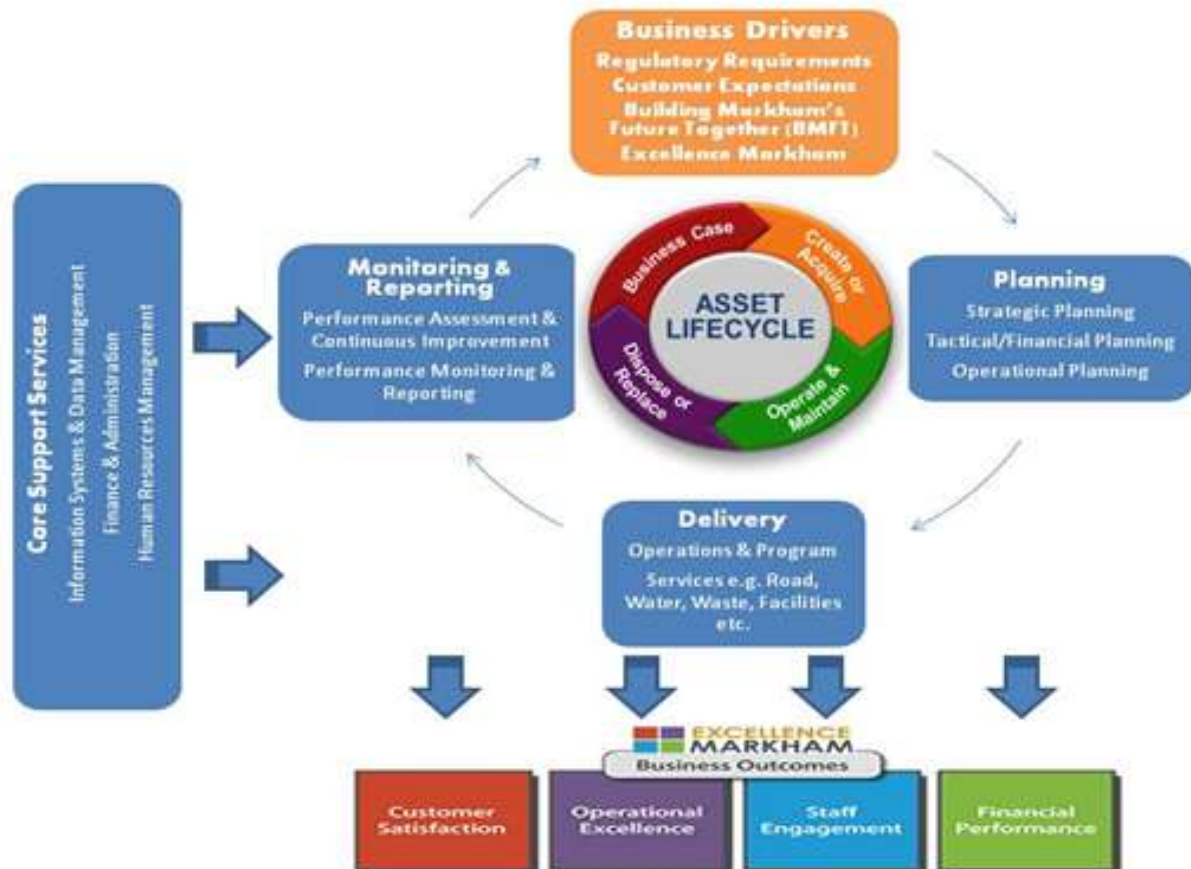 Business Drivers
Regulatory Requirements
Customer Expectations
Building Markham's
Future Together (BMFT)
Excellence Markham
Core Support Services
Information Systems & Data Management
Finance & Administration
Human Resources Management
Monitoring &
Reporting
Performance Assessment &
Continuous Improvement
Performance Monitoring &
Reporting
Business Case
Create or
Acquire
ASSET
LIFECYCLE
Dispose or
Replace
Operate &
Maintain
Planning
Strategic Planning
Tactical/Financial Planning
Operational Planning
Delivery
Operations & Program
Services e.g. Road,
Water, Waste, Facilities
etc.
EXCELLENCE
MARKHAM
Business Outcomes
Customer
Satisfaction
Operational
Excellence
Staff
Engagement
Financial
Performance